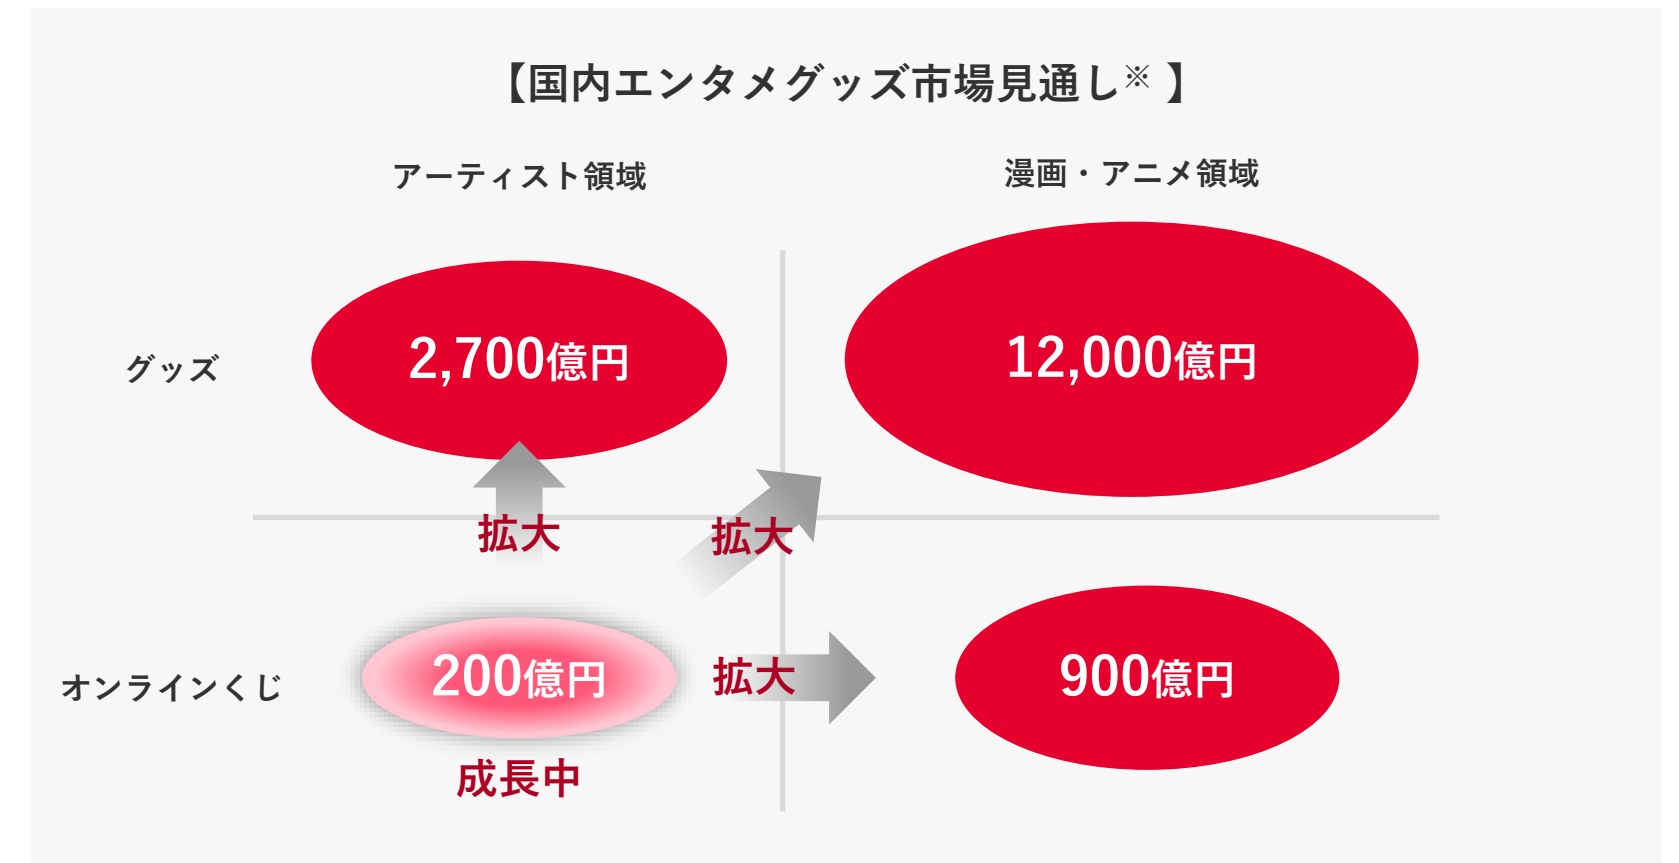 【国内エンタメグッズ市場見通し※ 】
アーティスト領域
漫画・アニメ領域
グッズ
2,700億円
12,000億円
拡大
拡大
オンラインくじ
200億円
拡大
900億円
成長中